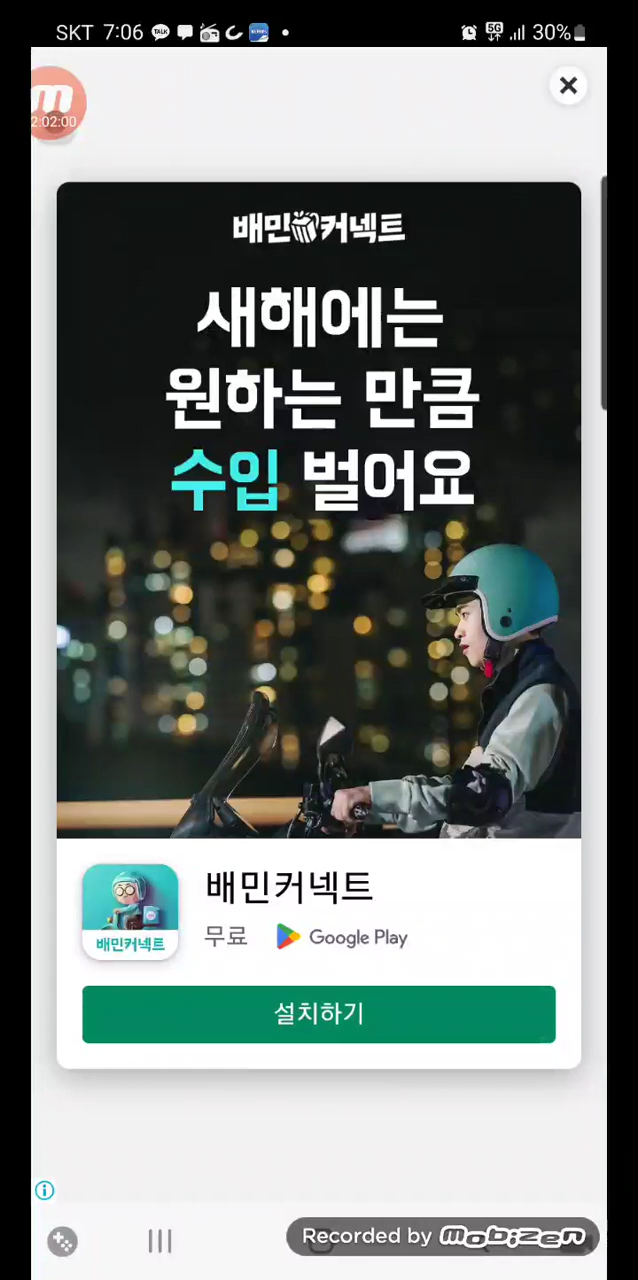 SKT 7:06 TALK 5G 30%
m
2:02:00
배민커넥트
새해에는
원하는 만큼
수입 벌어요
배민커넥트
배민커넥트
무료 Google Play
설치하기
Recorded by mobizen